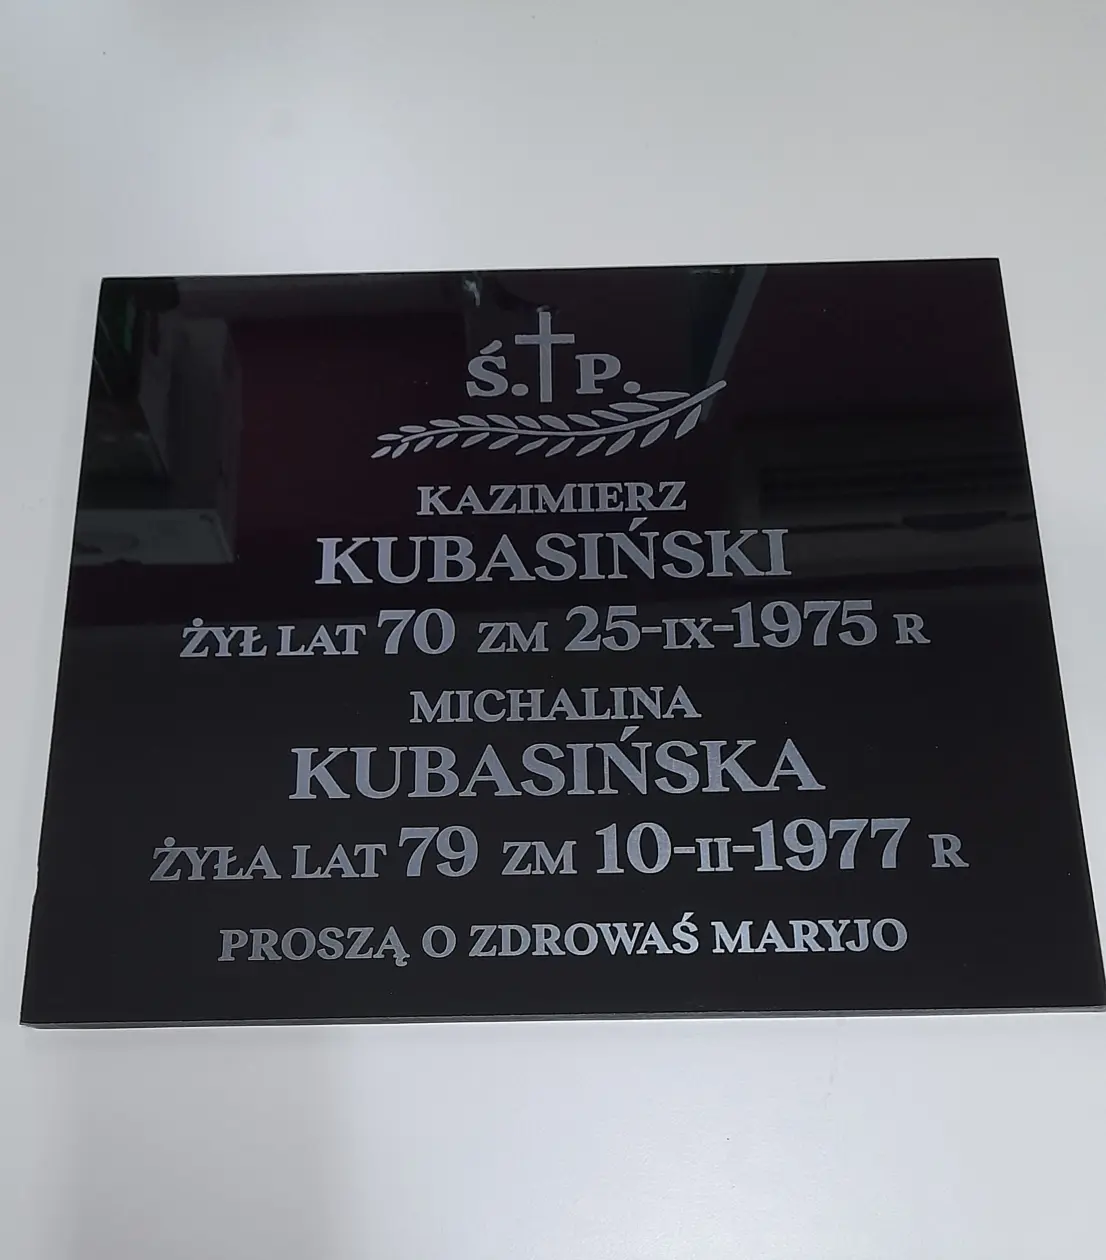 Ś. P.
KAZIMIERZ
KUBASIŃSKI
ŻYŁ LAT 70 ZM 25-IX-1975 R
MICHALINA
KUBASIŃSKA
ŻYŁA LAT 79 ZM 10-II-1977 R
PROSZĄ O ZDROWAŚ MARYJO